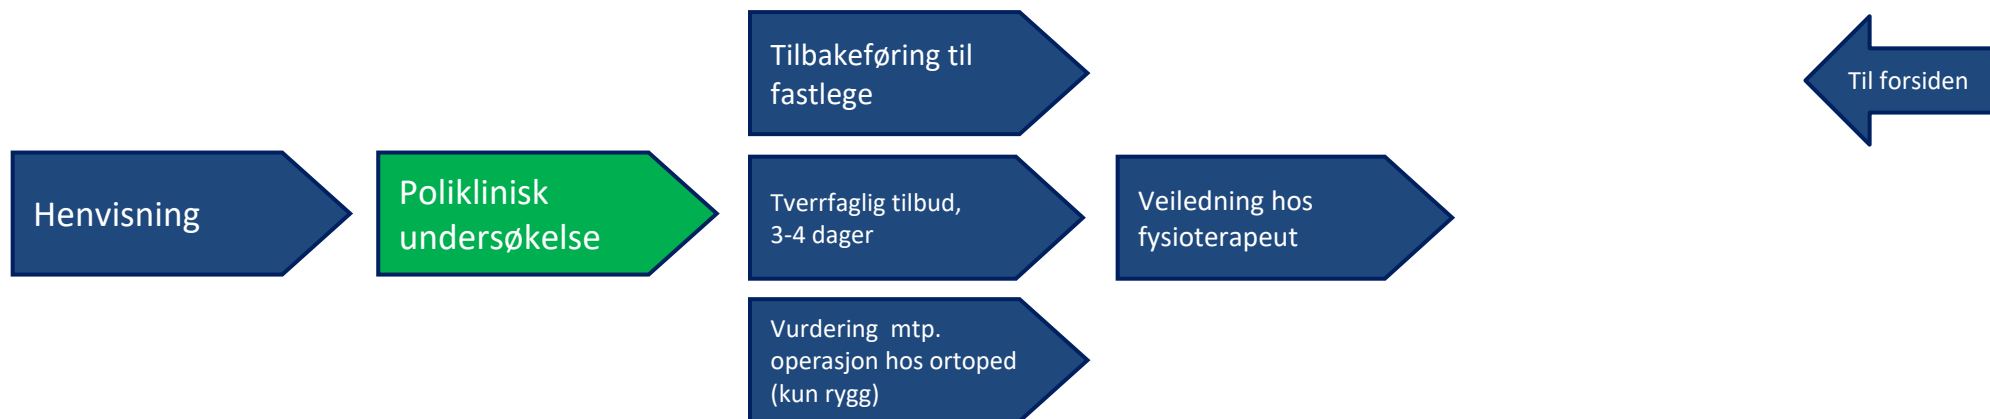 Henvisning
Poliklinisk
undersøkelse
Tilbakeføring til
fastlege
Tverrfaglig tilbud,
3-4 dager
Vurdering  mtp.
operasjon hos ortoped
(kun rygg)
Veiledning hos
fysioterapeut
Til forsiden